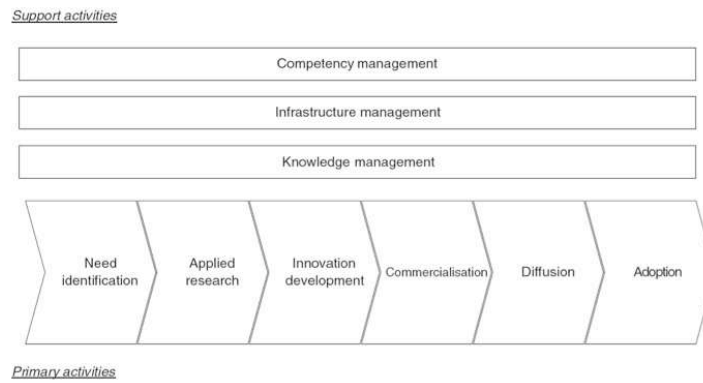 Support activities
Competency management
Infrastructure management
Knowledge management
Need
identification
Applied
research
Innovation
development
Commercialisation
Diffusion
Adoption
Primary activities